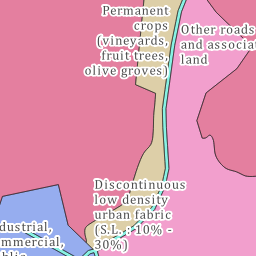 Permanent
crops
(vineyards,
fruit trees,
olive groves)
Other roads
and associat
land
Discontinuous
low density
urban fabric
(S.L. : 10% -
30%)
dustrial,
mmercial,